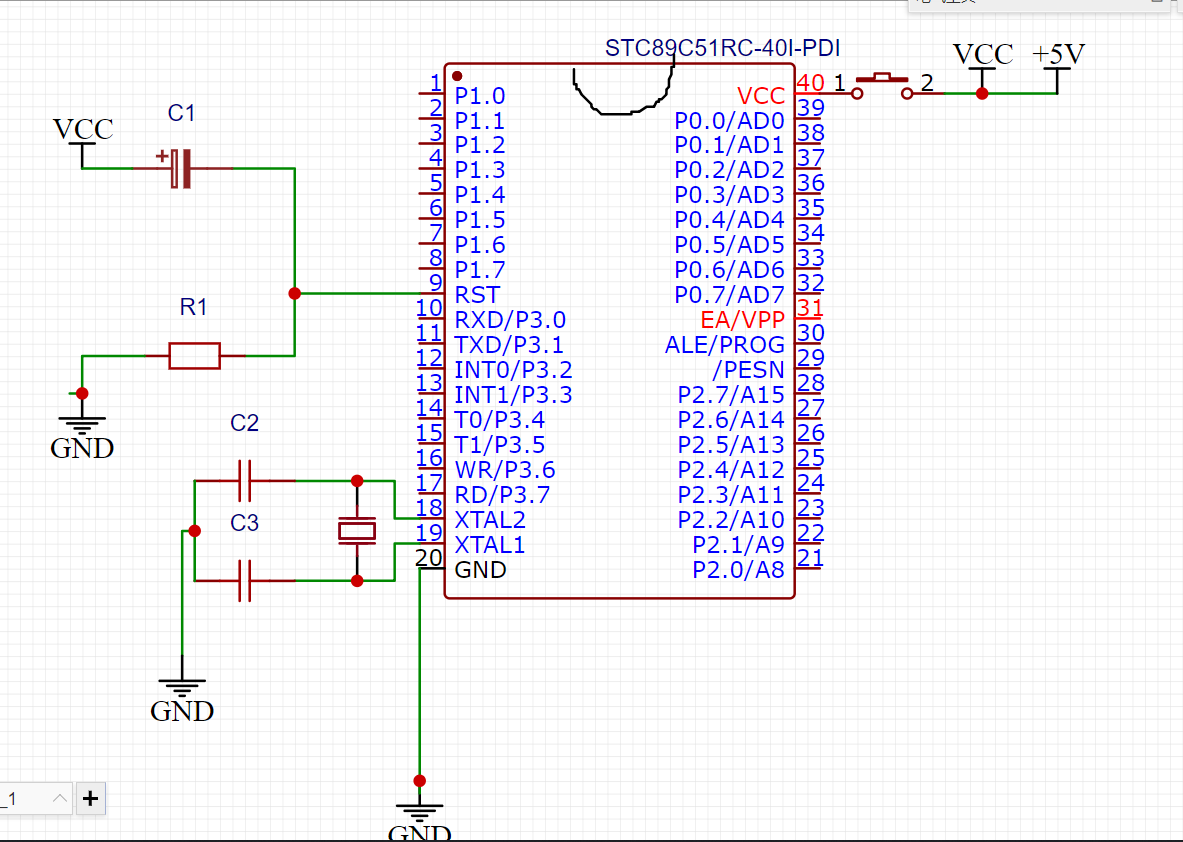 STC89C51RC-40I-PDI
VCC +5V
1 2
C1
VCC
+
R1
GND
C2
C3
GND
GND
1 P1.0
2 P1.1
3 P1.2
4 P1.3
5 P1.4
6 P1.5
7 P1.6
8 P1.7
9 RST
10 RXD/P3.0
11 TXD/P3.1
12 INT0/P3.2
13 INT1/P3.3
14 T0/P3.4
15 T1/P3.5
16 WR/P3.6
17 RD/P3.7
18 XTAL2
19 XTAL1
20 GND
VCC 40
P0.0/AD0 39
P0.1/AD1 38
P0.2/AD2 37
P0.3/AD3 36
P0.4/AD4 35
P0.5/AD5 34
P0.6/AD6 33
P0.7/AD7 32
EA/VPP 31
ALE/PROG 30
/PESN 29
P2.7/A15 28
P2.6/A14 27
P2.5/A13 26
P2.4/A12 25
P2.3/A11 24
P2.2/A10 23
P2.1/A9 22
P2.0/A8 21
_1